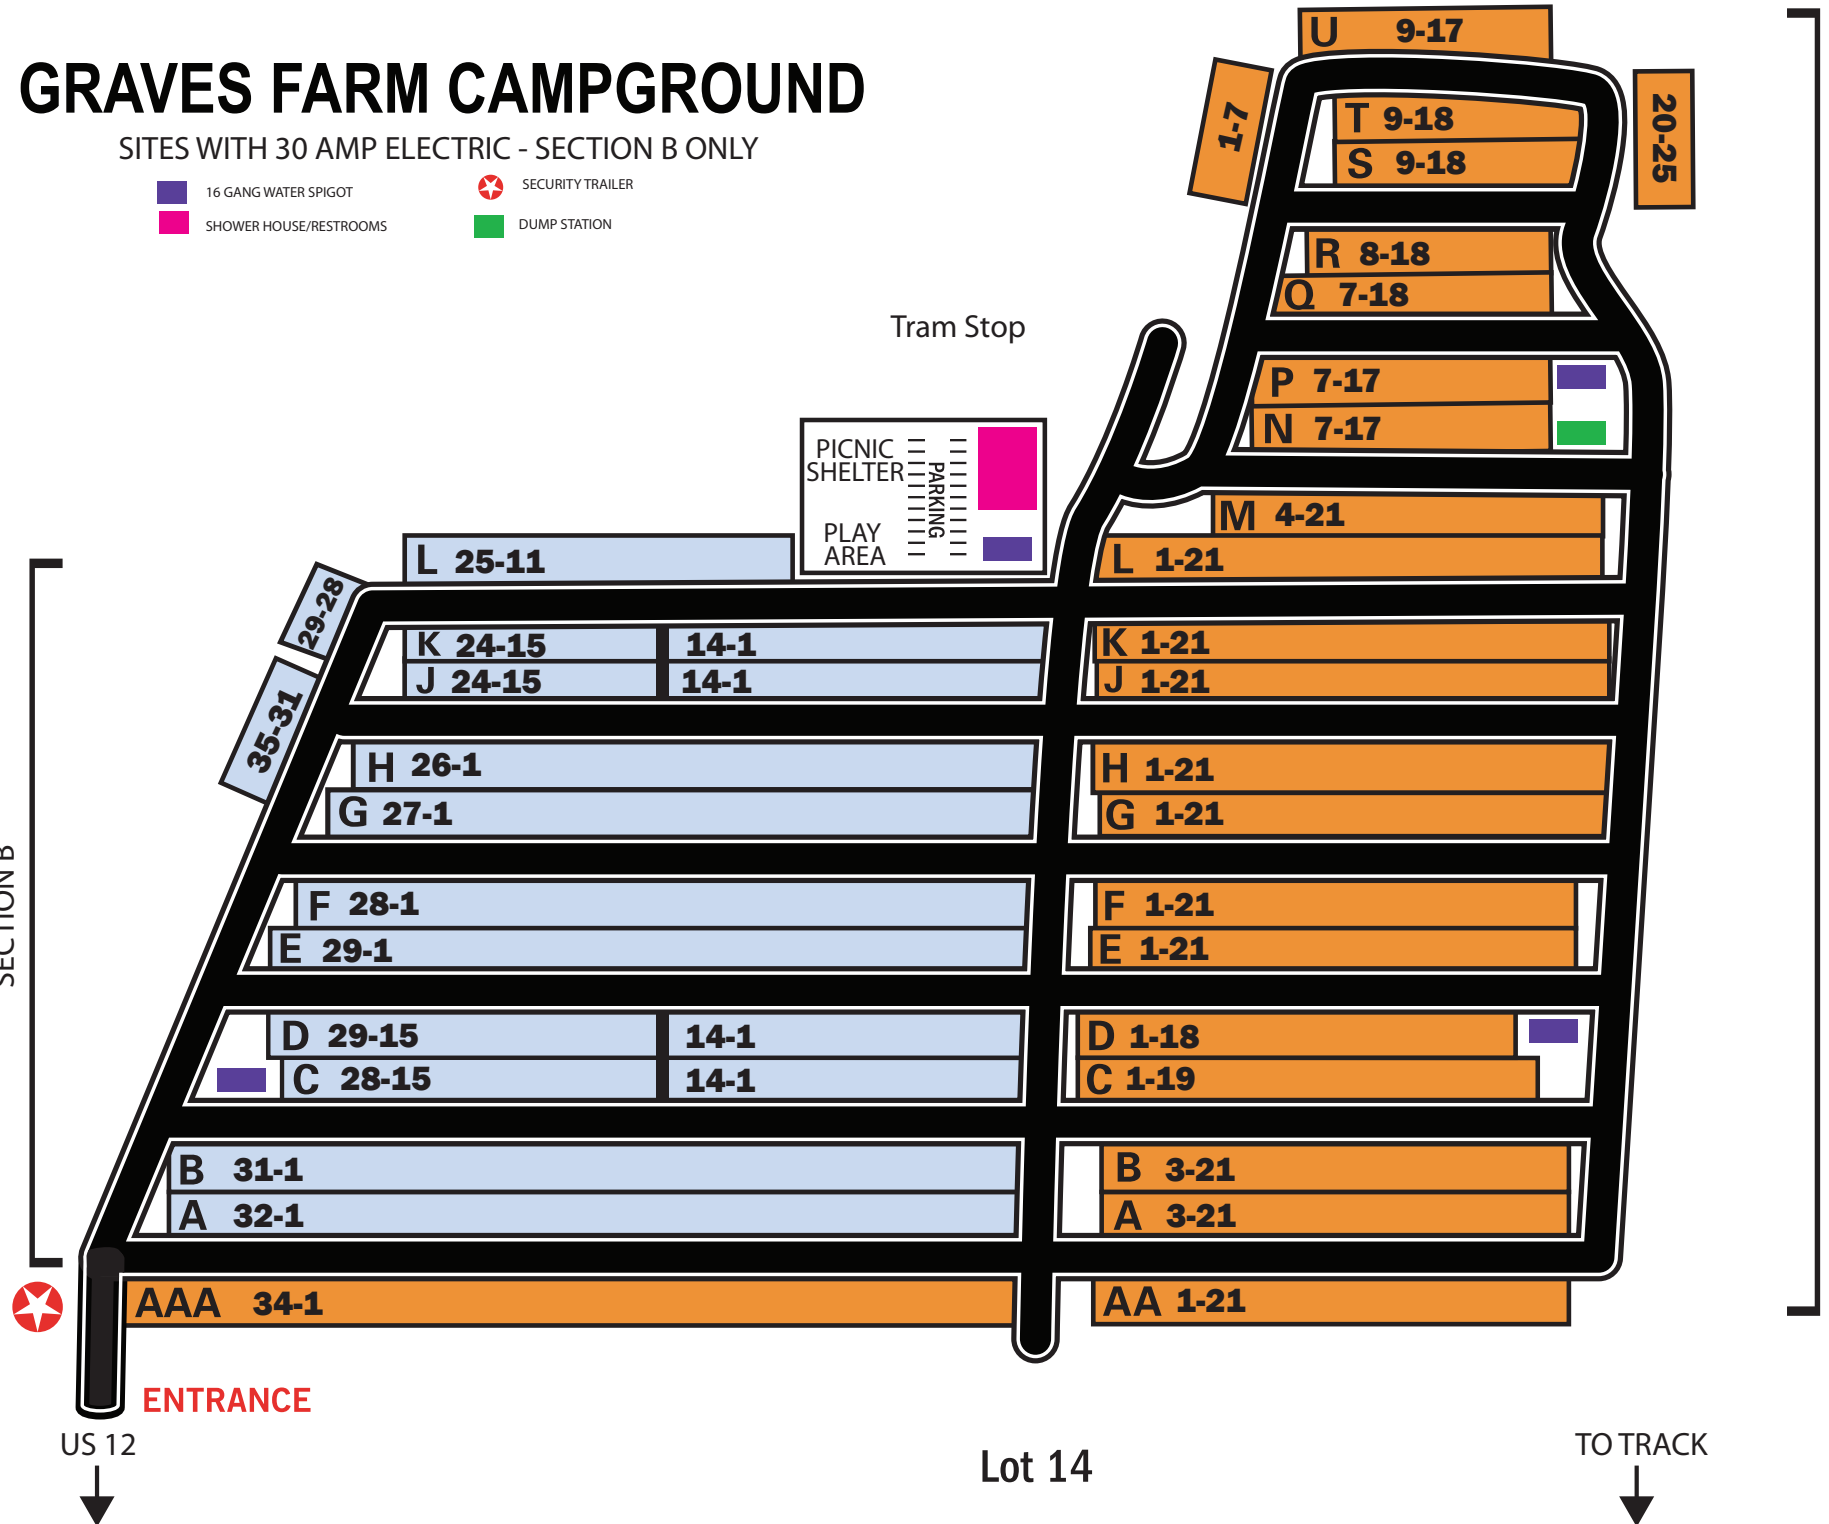 GRAVES FARM CAMPGROUND
SITES WITH 30 AMP ELECTRIC - SECTION B ONLY
16 GANG WATER SPIGOT
SECURITY TRAILER
SHOWER HOUSE/RESTROOMS
DUMP STATION
U 9-17
1-7
T 9-18
S 9-18
20-25
R 8-18
Q 7-18
Tram Stop
P 7-17
N 7-17
PICNIC
SHELTER
PARKING
PLAY
AREA
M 4-21
L 25-11
L 1-21
29-28
K 24-15 14-1
K 1-21
J 24-15 14-1
J 1-21
35-31
H 26-1
H 1-21
G 27-1
G 1-21
SECTION B
F 28-1
F 1-21
E 29-1
E 1-21
D 29-15 14-1
D 1-18
C 28-15 14-1
C 1-19
B 31-1
B 3-21
A 32-1
A 3-21
AAA 34-1
AA 1-21
ENTRANCE
US 12
Lot 14
TO TRACK